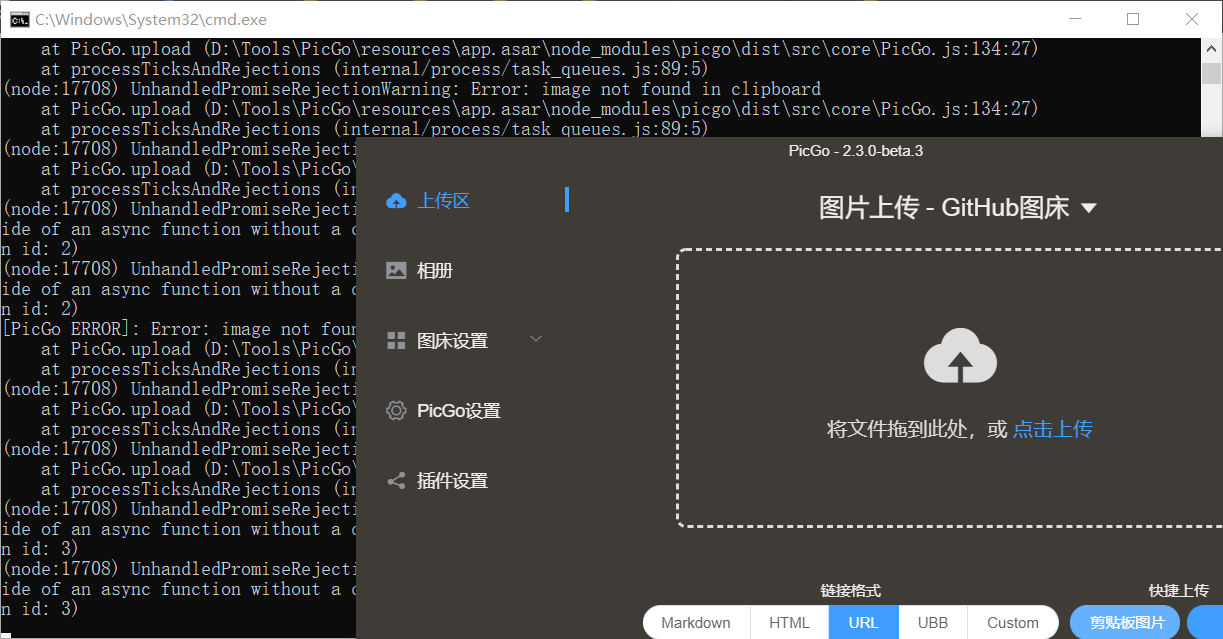 C:\Windows\System32\cmd.exe
at PicGo.upload (D:\Tools\PicGo\resources\app.asar\node_modules\picgo\dist\src\core\PicGo.js:134:27)
at processTicksAndRejections (internal/process/task_queues.js:89:5)
(node:17708) UnhandledPromiseRejectionWarning: Error: image not found in clipboard
at PicGo.upload (D:\Tools\PicGo\resources\app.asar\node_modules\picgo\dist\src\core\PicGo.js:134:27)
at processTicksAndRejections (internal/process/task_queues.js:89:5)
(node:17708) UnhandledPromiseRejecti
at PicGo.upload (D:\Tools\PicGo\
at processTicksAndRejections (in
(node:17708) UnhandledPromiseRejecti
ide of an async function without a c
n id: 2)
(node:17708) UnhandledPromiseRejecti
ide of an async function without a c
n id: 2)
[PicGo ERROR]: Error: image not foun
at PicGo.upload (D:\Tools\PicGo\
at processTicksAndRejections (in
(node:17708) UnhandledPromiseRejecti
at PicGo.upload (D:\Tools\PicGo\
at processTicksAndRejections (in
(node:17708) UnhandledPromiseRejecti
at PicGo.upload (D:\Tools\PicGo\
at processTicksAndRejections (in
(node:17708) UnhandledPromiseRejecti
ide of an async function without a c
n id: 3)
(node:17708) UnhandledPromiseRejecti
ide of an async function without a c
n id: 3)
PicGo - 2.3.0-beta.3
上传区
相册
图床设置
PicGo设置
插件设置
图片上传 - GitHub图床
将文件拖到此处，或 点击上传
链接格式
快捷上传
Markdown
HTML
URL
UBB
Custom
剪贴板图片